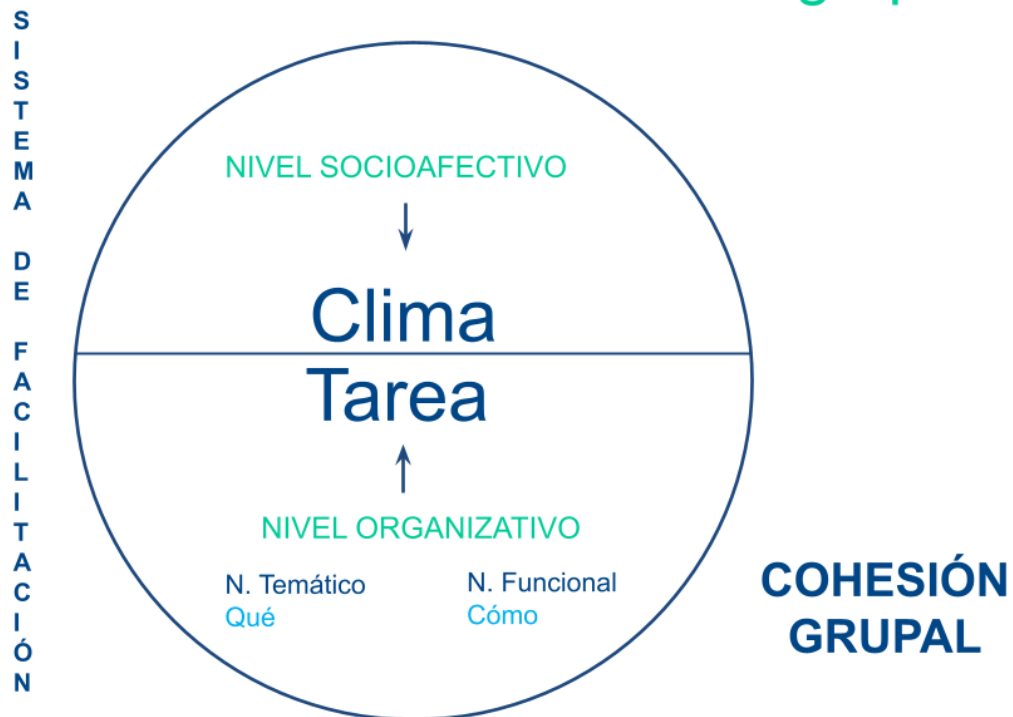 SISTEMA DE FACILITACIÓN
NIVEL SOCIOAFECTIVO
Clima
Tarea
NIVEL ORGANIZATIVO
N. Temático
Qué
N. Funcional
Cómo
COHESIÓN
GRUPAL